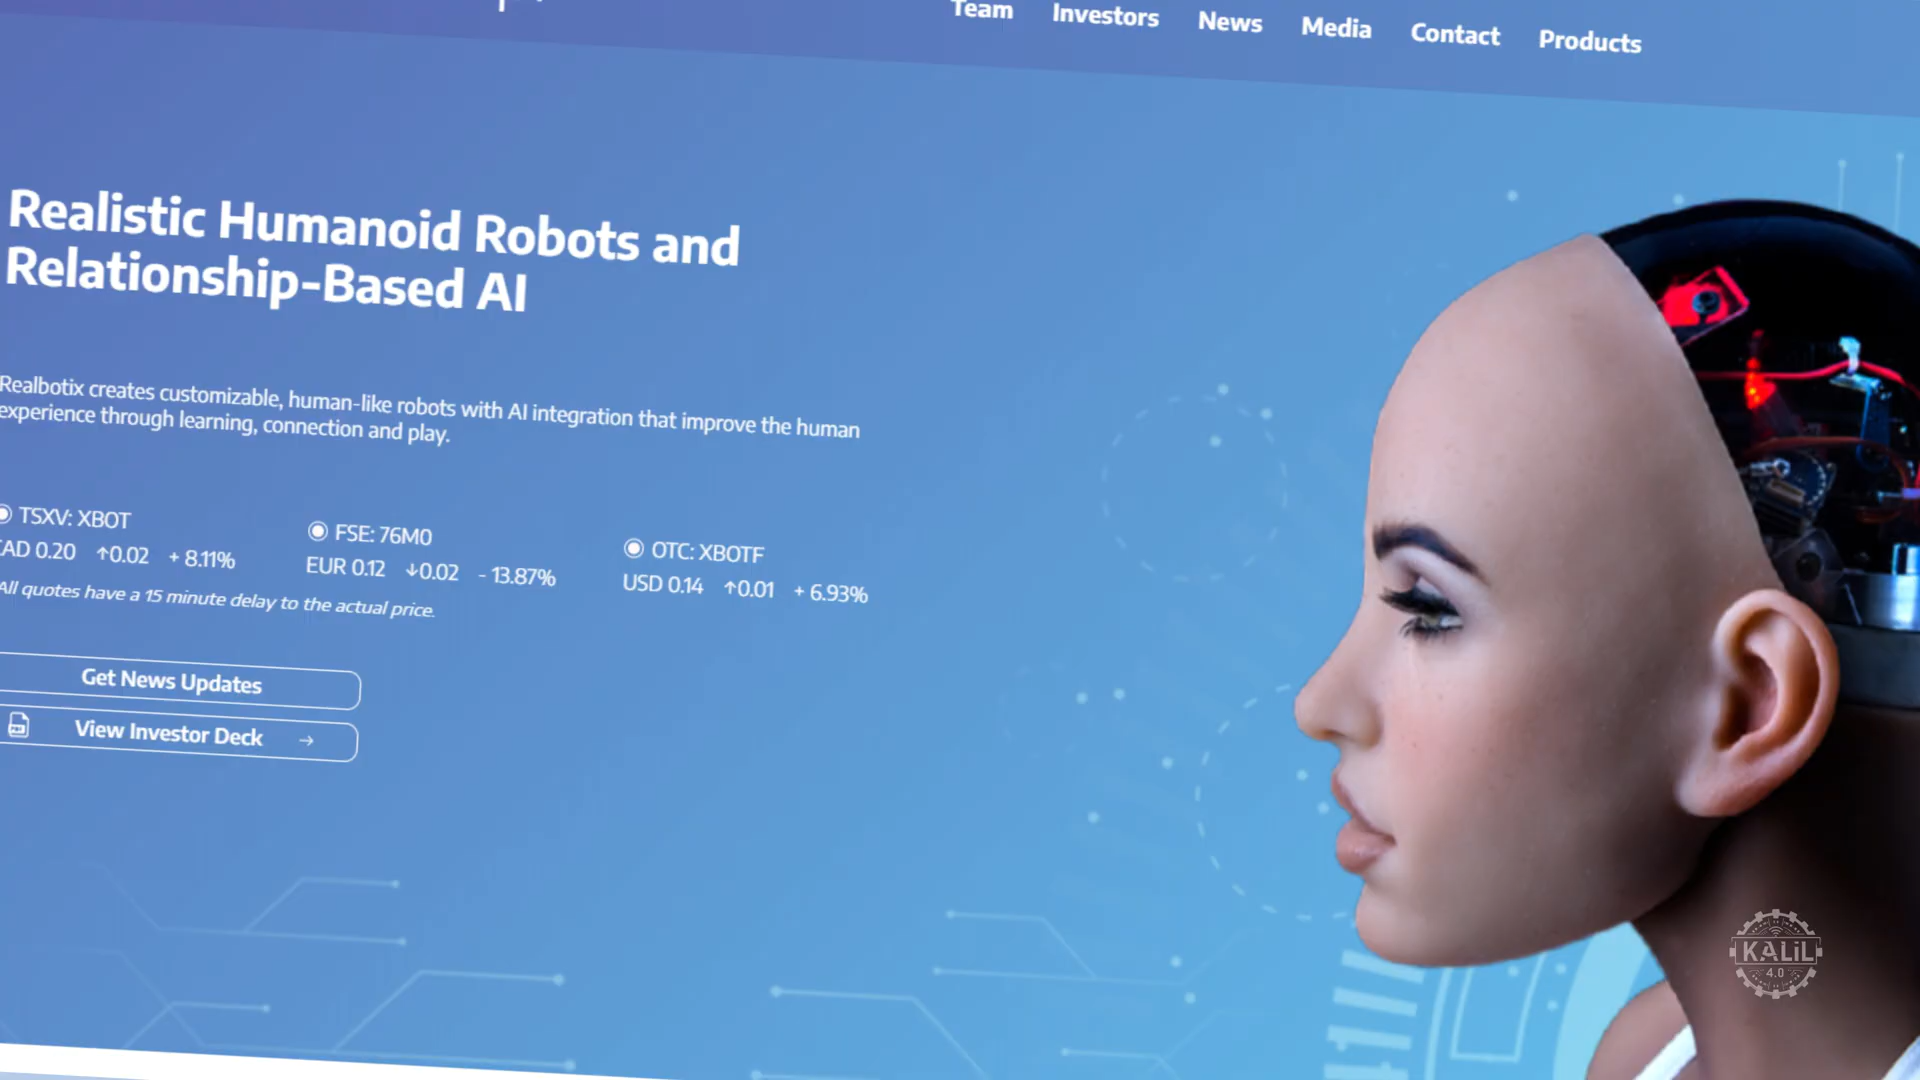 Team Investors News Media Contact Products
Realistic Humanoid Robots and
Relationship-Based AI
Realbotix creates customizable, human-like robots with AI integration that improve the human
experience through learning, connection and play.
TSXV: XBOT
CAD 0.20 ↑0.02 + 8.11%
FSE: 76M0
EUR 0.12 ↓0.02 - 13.87%
OTC: XBOTF
USD 0.14 ↑0.01 + 6.93%
All quotes have a 15 minute delay to the actual price.
Get News Updates
View Investor Deck →
KALiL
4.0